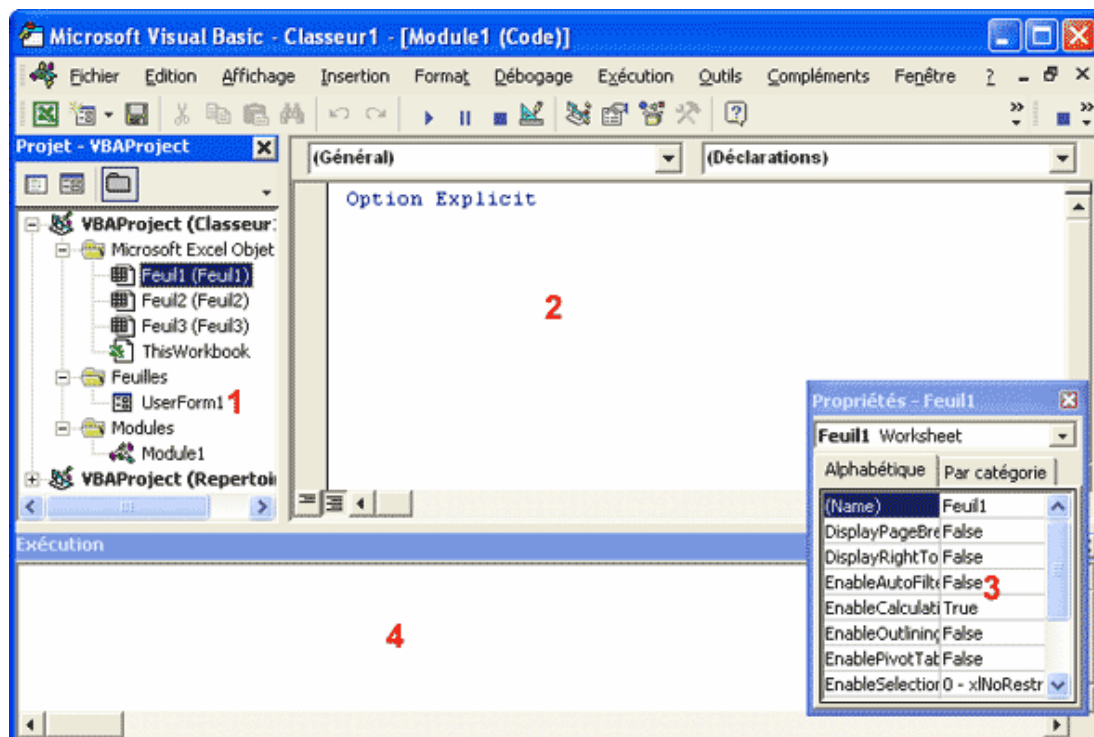 Microsoft Visual Basic - Classeur1 - [Module1 (Code)]
Fichier Edition Affichage Insertion Format Débogage Exécution Outils Compléments Fenêtre ?
Projet - VBAProject
(Général) (Déclarations)
Option Explicit
VBAProject (Classeur
Microsoft Excel Objet
Feuil1 (Feuil1)
Feuil2 (Feuil2)
Feuil3 (Feuil3)
ThisWorkbook
Feuilles
UserForm1 1
Modules
Module1
VBAProject (Repertoi
2
Propriétés - Feuil1
Feuil1 Worksheet
Alphabétique Par catégorie
(Name) Feuil1
DisplayPageBre False
DisplayRightTo False
EnableAutoFilte False 3
EnableCalculati True
EnableOutlining False
EnablePivotTab False
EnableSelection 0 - xlNoRestr
Exécution
4